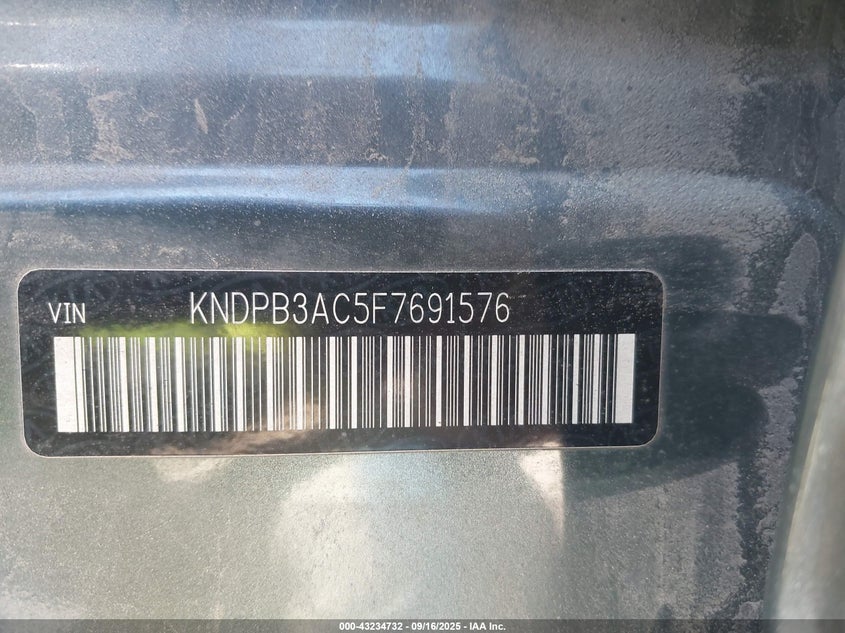 VIN KNDPB3AC5F7691576
000-43234732 - 09/16/2025 - IAA Inc.